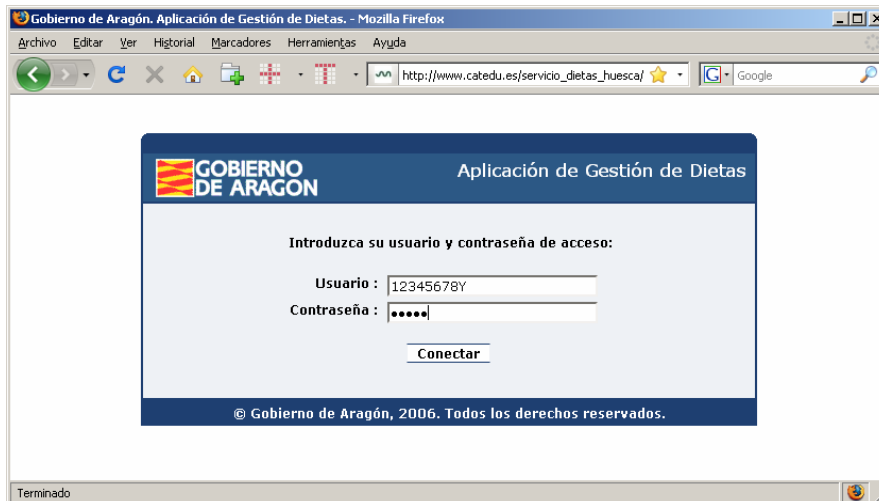 Gobierno de Aragón. Aplicación de Gestión de Dietas. - Mozilla Firefox
Archivo Editar Ver Historial Marcadores Herramientas Ayuda
http://www.catedu.es/servicio_dietas_huesca/ G Google
GOBIERNO
DE ARAGON
Aplicación de Gestión de Dietas
Introduzca su usuario y contraseña de acceso:
Usuario : 12345678Y
Contraseña : •••••
Conectar
© Gobierno de Aragón, 2006. Todos los derechos reservados.
Terminado